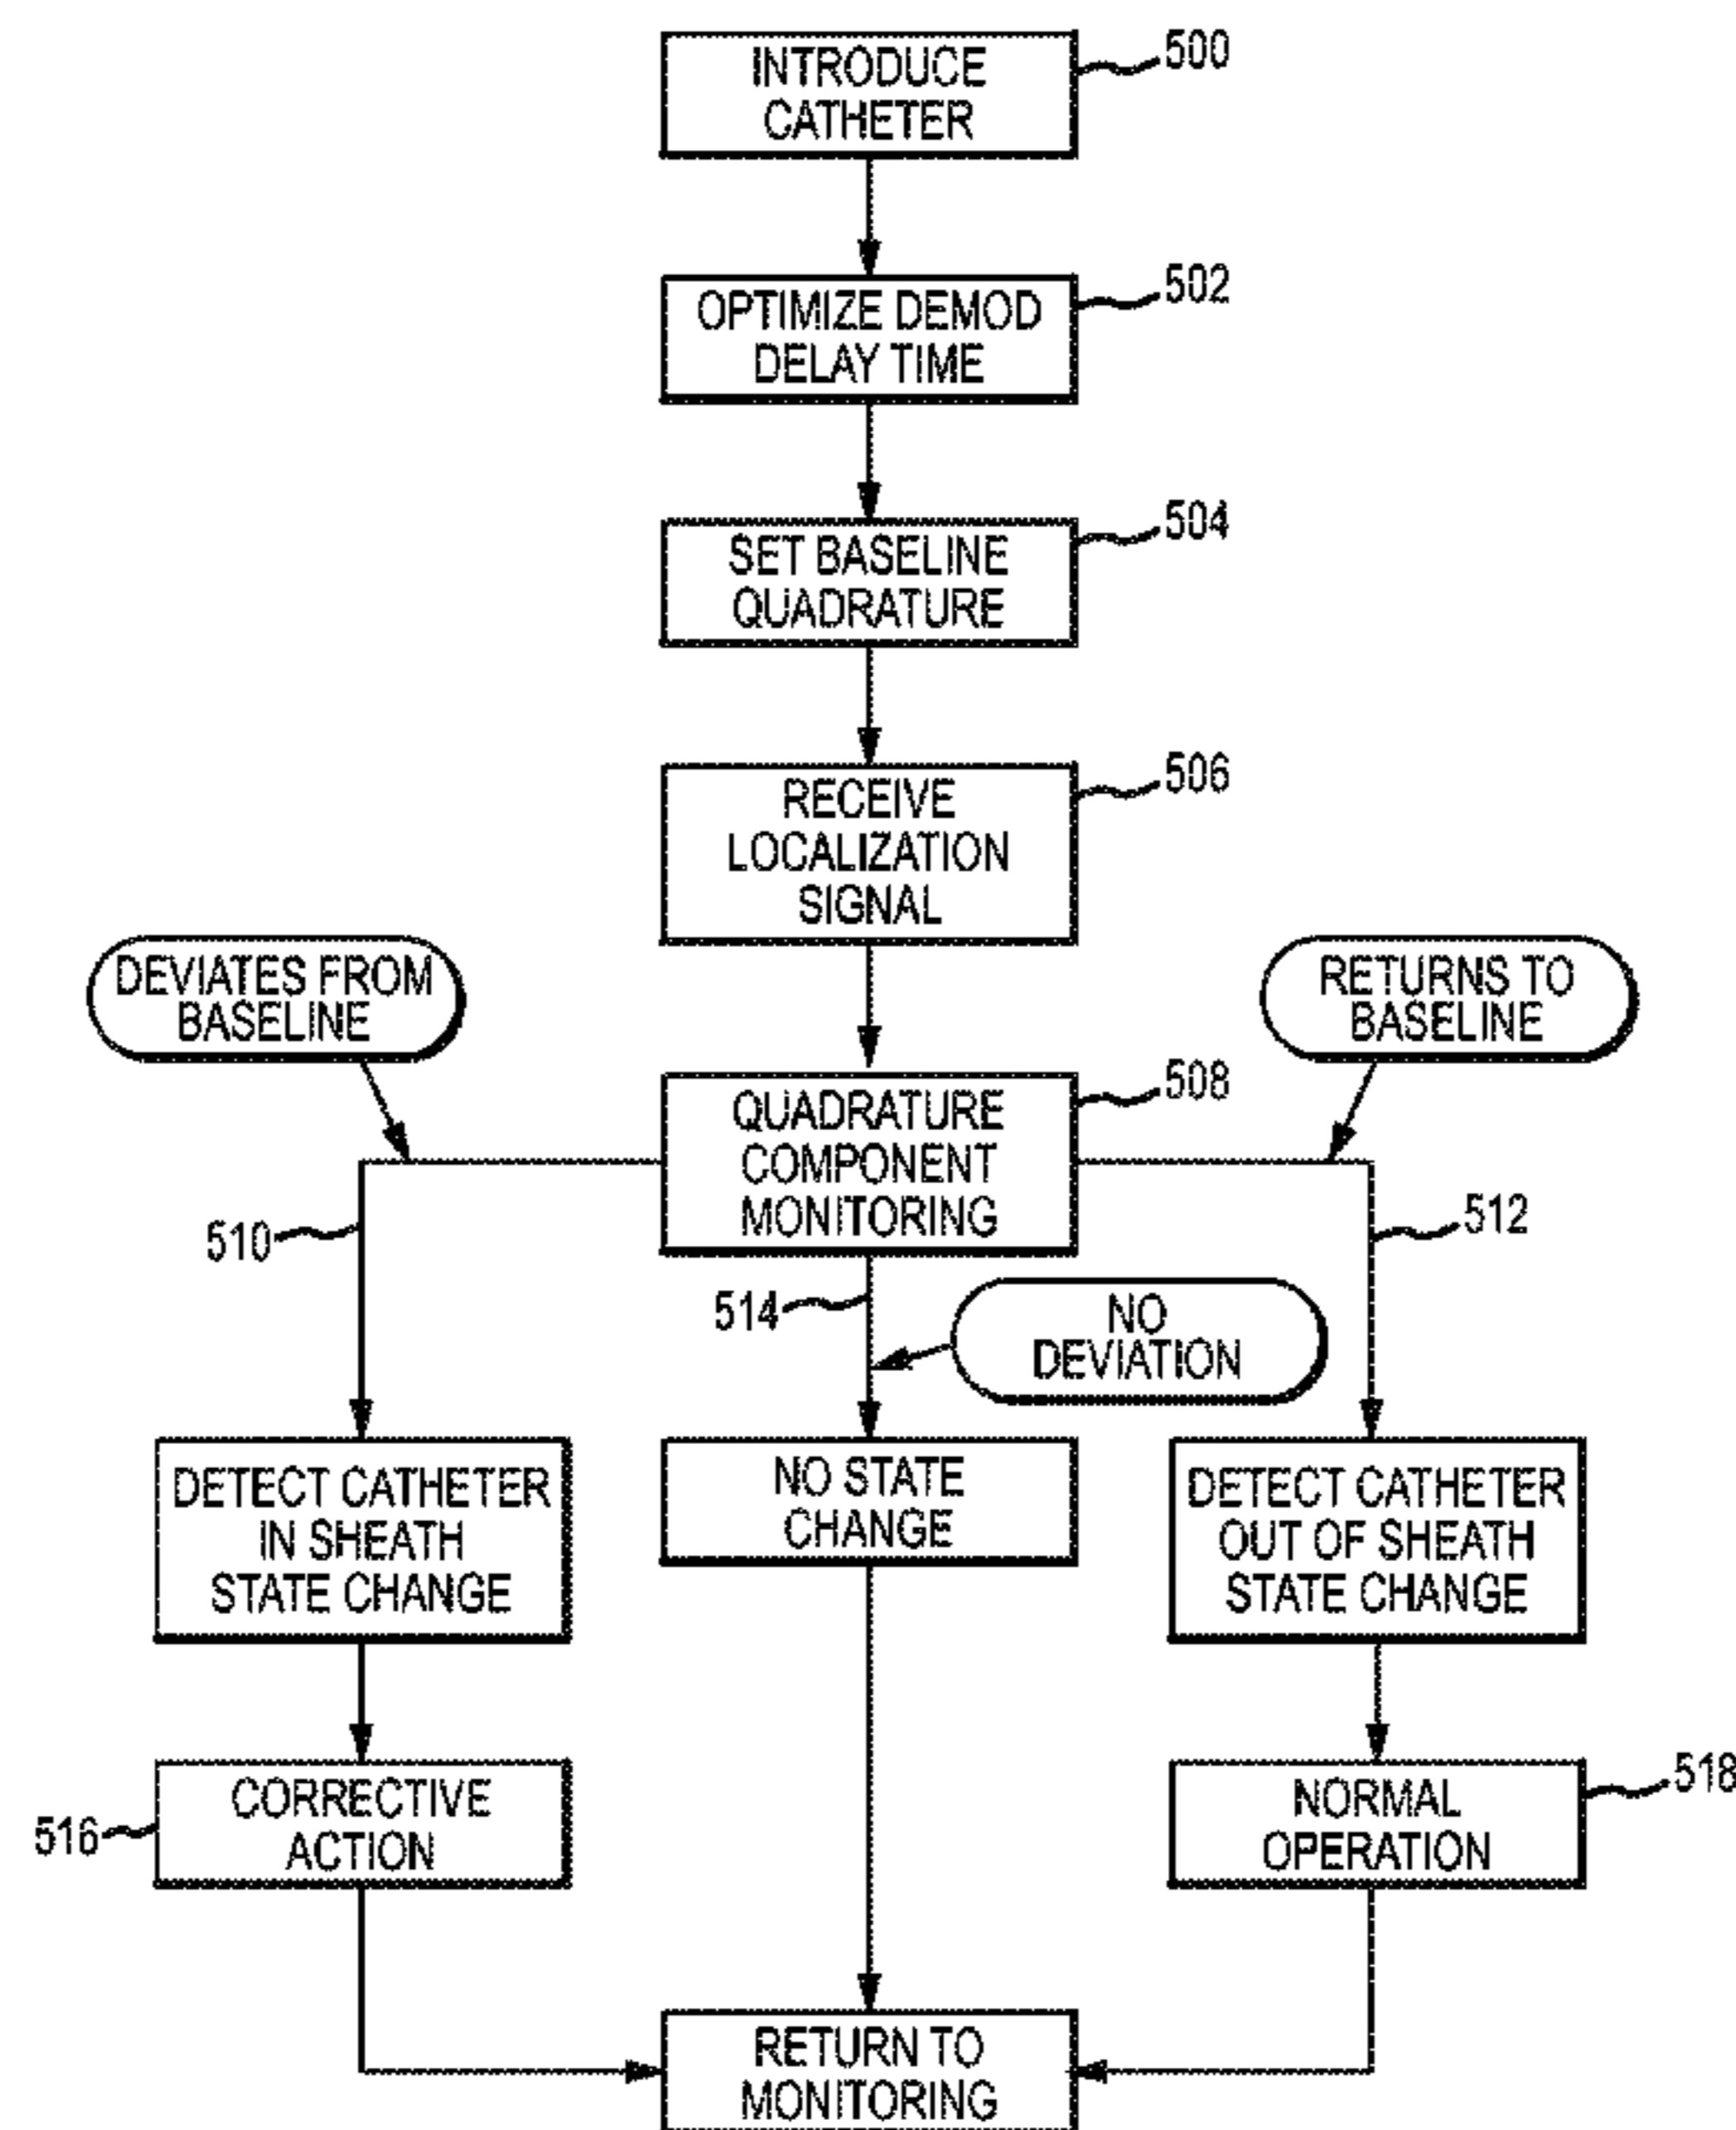 INTRODUCE
CATHETER
500
OPTIMIZE DEMOD
DELAY TIME
502
SET BASELINE
QUADRATURE
504
RECEIVE
LOCALIZATION
SIGNAL
506
DEVIATES FROM
BASELINE
RETURNS TO
BASELINE
QUADRATURE
COMPONENT
MONITORING
508
510
512
514
NO
DEVIATION
DETECT CATHETER
IN SHEATH
STATE CHANGE
NO STATE
CHANGE
DETECT CATHETER
OUT OF SHEATH
STATE CHANGE
CORRECTIVE
ACTION
516
NORMAL
OPERATION
518
RETURN TO
MONITORING